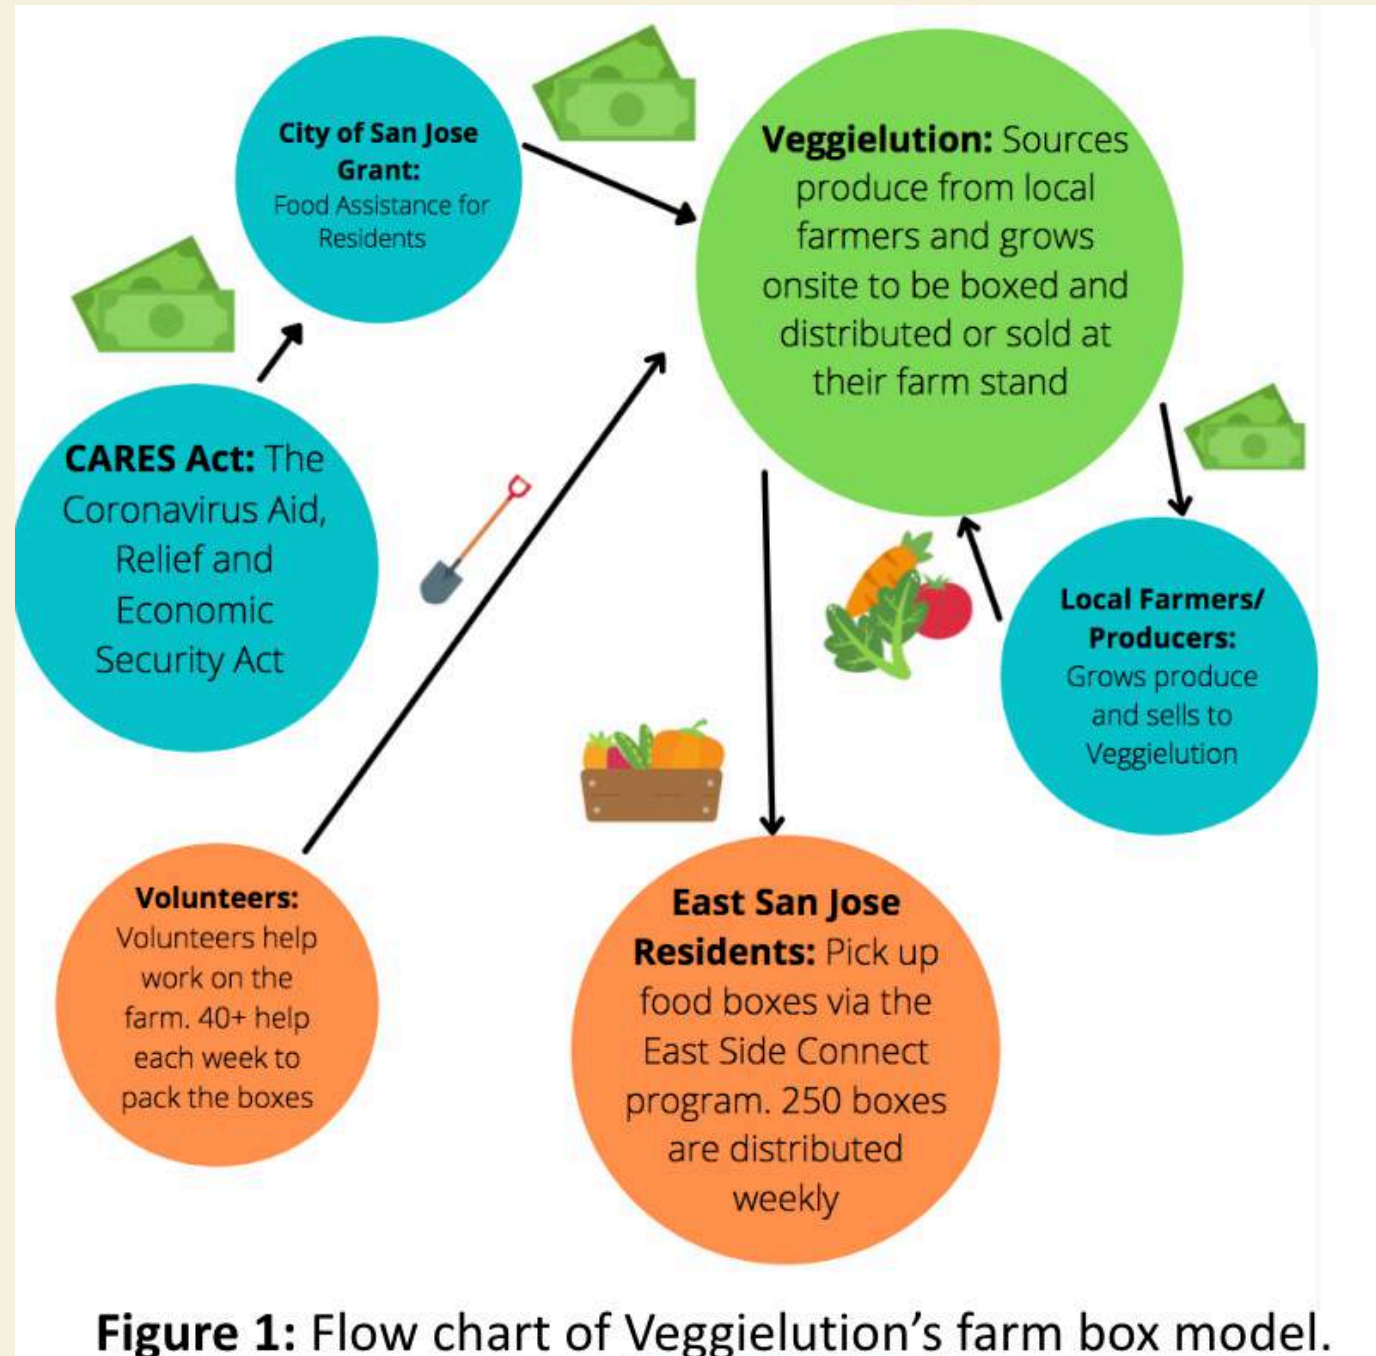 City of San Jose
Grant:
Food Assistance for
Residents
Veggielution: Sources
produce from local
farmers and grows
onsite to be boxed and
distributed or sold at
their farm stand
CARES Act: The
Coronavirus Aid,
Relief and
Economic
Security Act
Local Farmers/
Producers:
Grows produce
and sells to
Veggielution
Volunteers:
Volunteers help
work on the
farm. 40+ help
each week to
pack the boxes
East San Jose
Residents: Pick up
food boxes via the
East Side Connect
program. 250 boxes
are distributed
weekly
Figure 1: Flow chart of Veggielution’s farm box model.